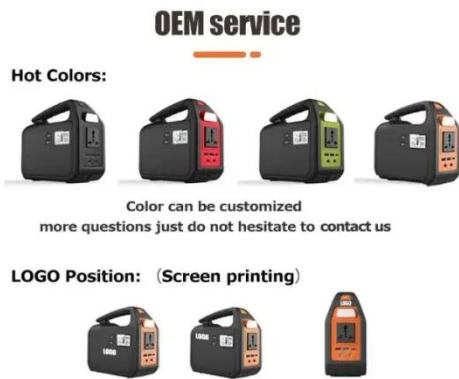 OEM service
Hot Colors:
Color can be customized
more questions just do not hesitate to contact us
LOGO Position: (Screen printing)
LOGO
LOGO
LOGO